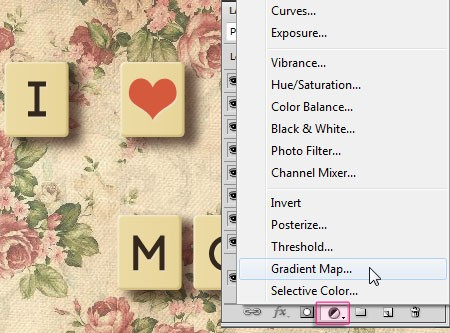 Curves...
Exposure...
Vibrance...
Hue/Saturation...
Color Balance...
Black & White...
Photo Filter...
Channel Mixer...
Invert
Posterize...
Threshold...
Gradient Map...
Selective Color...
I
M
fx